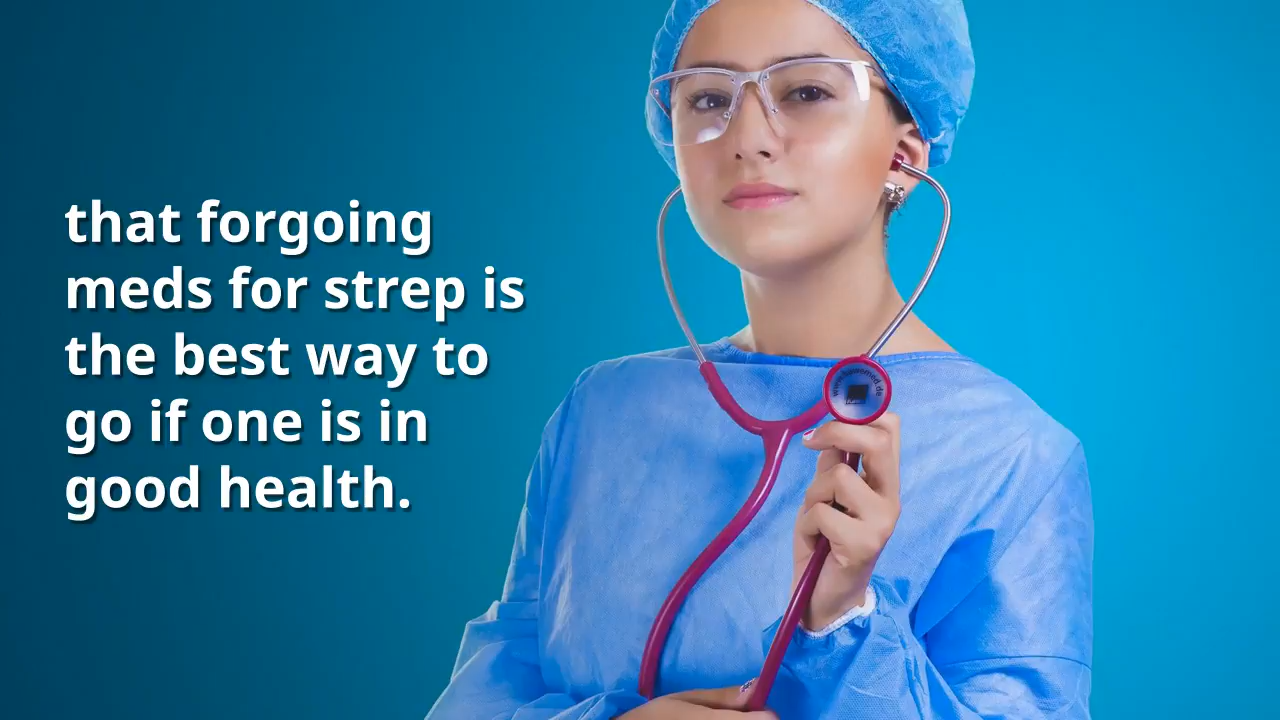 that forgoing
meds for strep is
the best way to
go if one is in
good health.